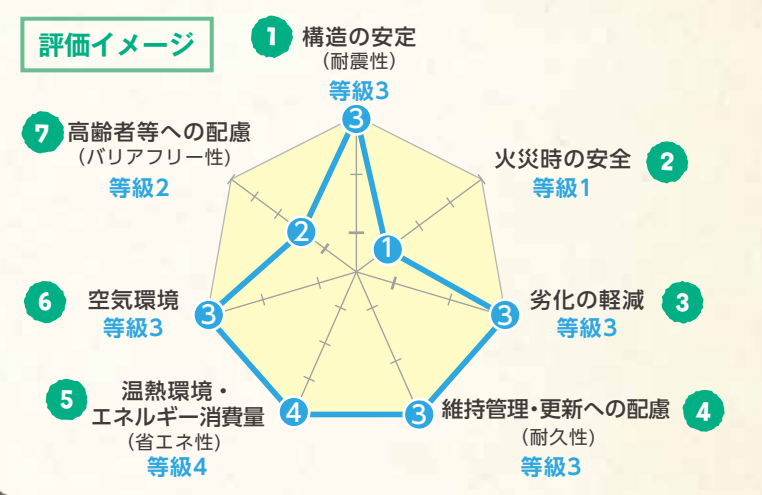 評価イメージ
1 構造の安定
(耐震性)
等級3
3
7 高齢者等への配慮
(バリアフリー性)
等級2
火災時の安全 2
等級1
2
1
6 空気環境
等級3
3
3
劣化の軽減 3
等級3
5 温熱環境・
エネルギー消費量
(省エネ性)
等級4
4
3
維持管理・更新への配慮 4
(耐久性)
等級3